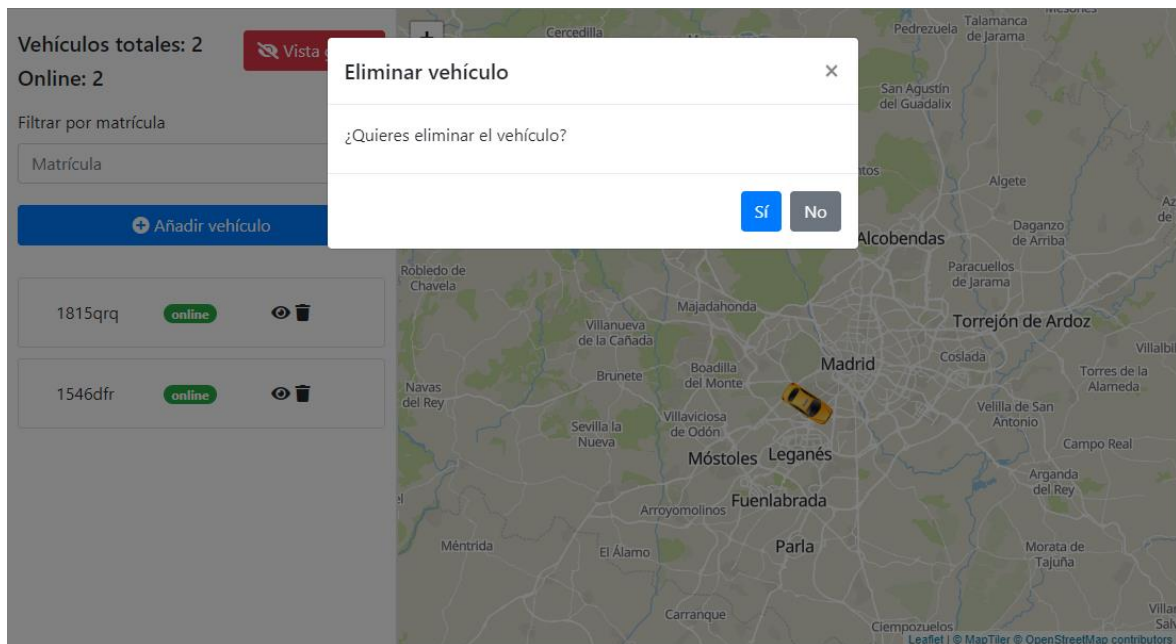 Vehículos totales: 2
Online: 2
Vista
Filtrar por matrícula
Matrícula
Añadir vehículo
1815qrq
online
1546dfr
online
Eliminar vehículo
×
¿Quieres eliminar el vehículo?
Sí
No
+
Cercedilla
Talamanca
de Jarama
Pedrezuela
San Agustín
del Guadalix
Algete
Daganzo
de Arriba
Alcobendas
Paracuellos
de Jarama
Robledo de
Chavela
Majadahonda
Torrejón de Ardoz
Villanueva
de la Cañada
Madrid
Coslada
Boadilla
del Monte
Brunete
Torres de la
Alameda
Navas
del Rey
Velilla de San
Antonio
Villaviciosa
de Odón
Sevilla la
Nueva
Campo Real
Móstoles
Leganés
Arganda
del Rey
Fuenlabrada
Arroyomolinos
Méntrida
El Álamo
Parla
Morata de
Tajuña
Carranque
Ciempozuelos
Leaflet | © MapTiler © OpenStreetMap contributors